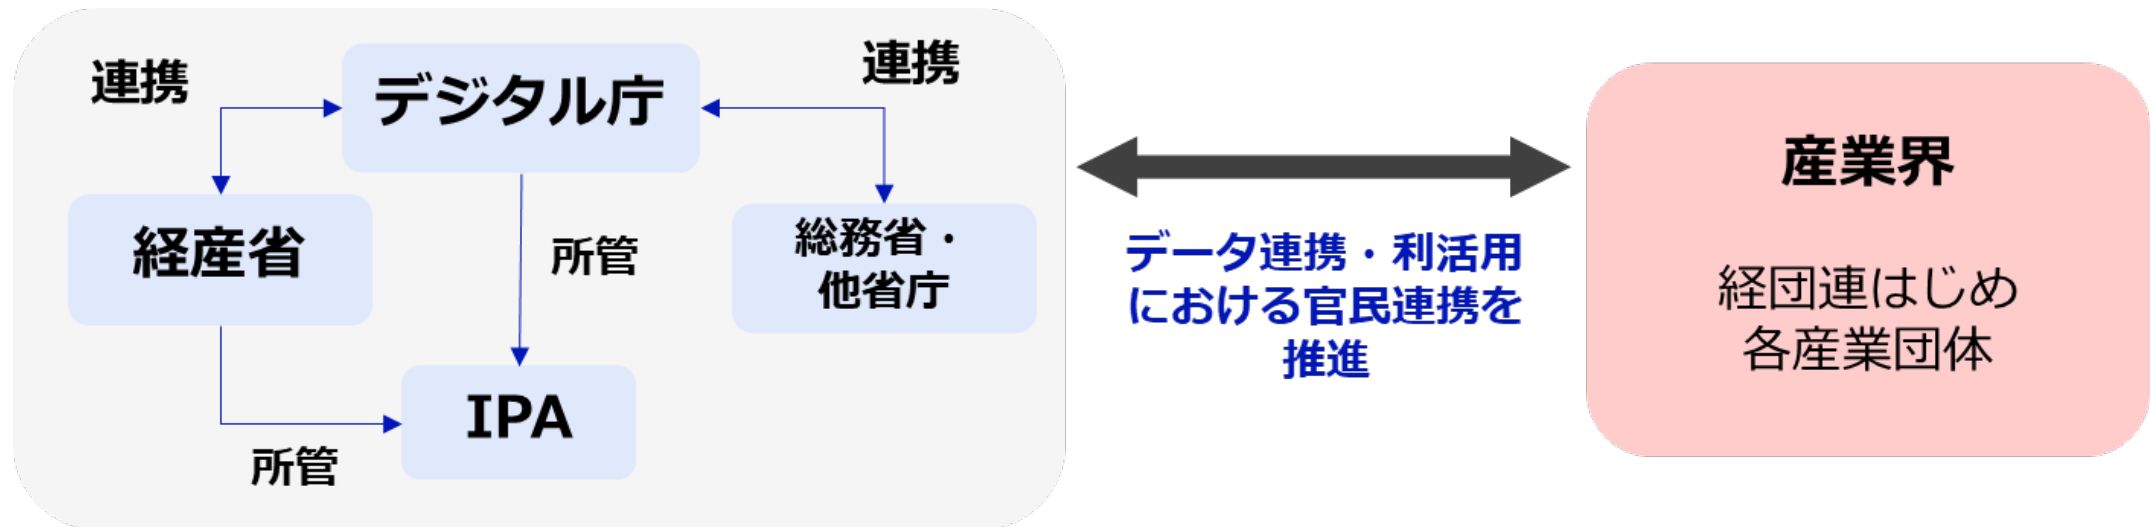 連携
デジタル庁
連携
経産省
所管
総務省・
他省庁
IPA
所管
データ連携・利活用
における官民連携を
推進
産業界
経団連はじめ
各産業団体